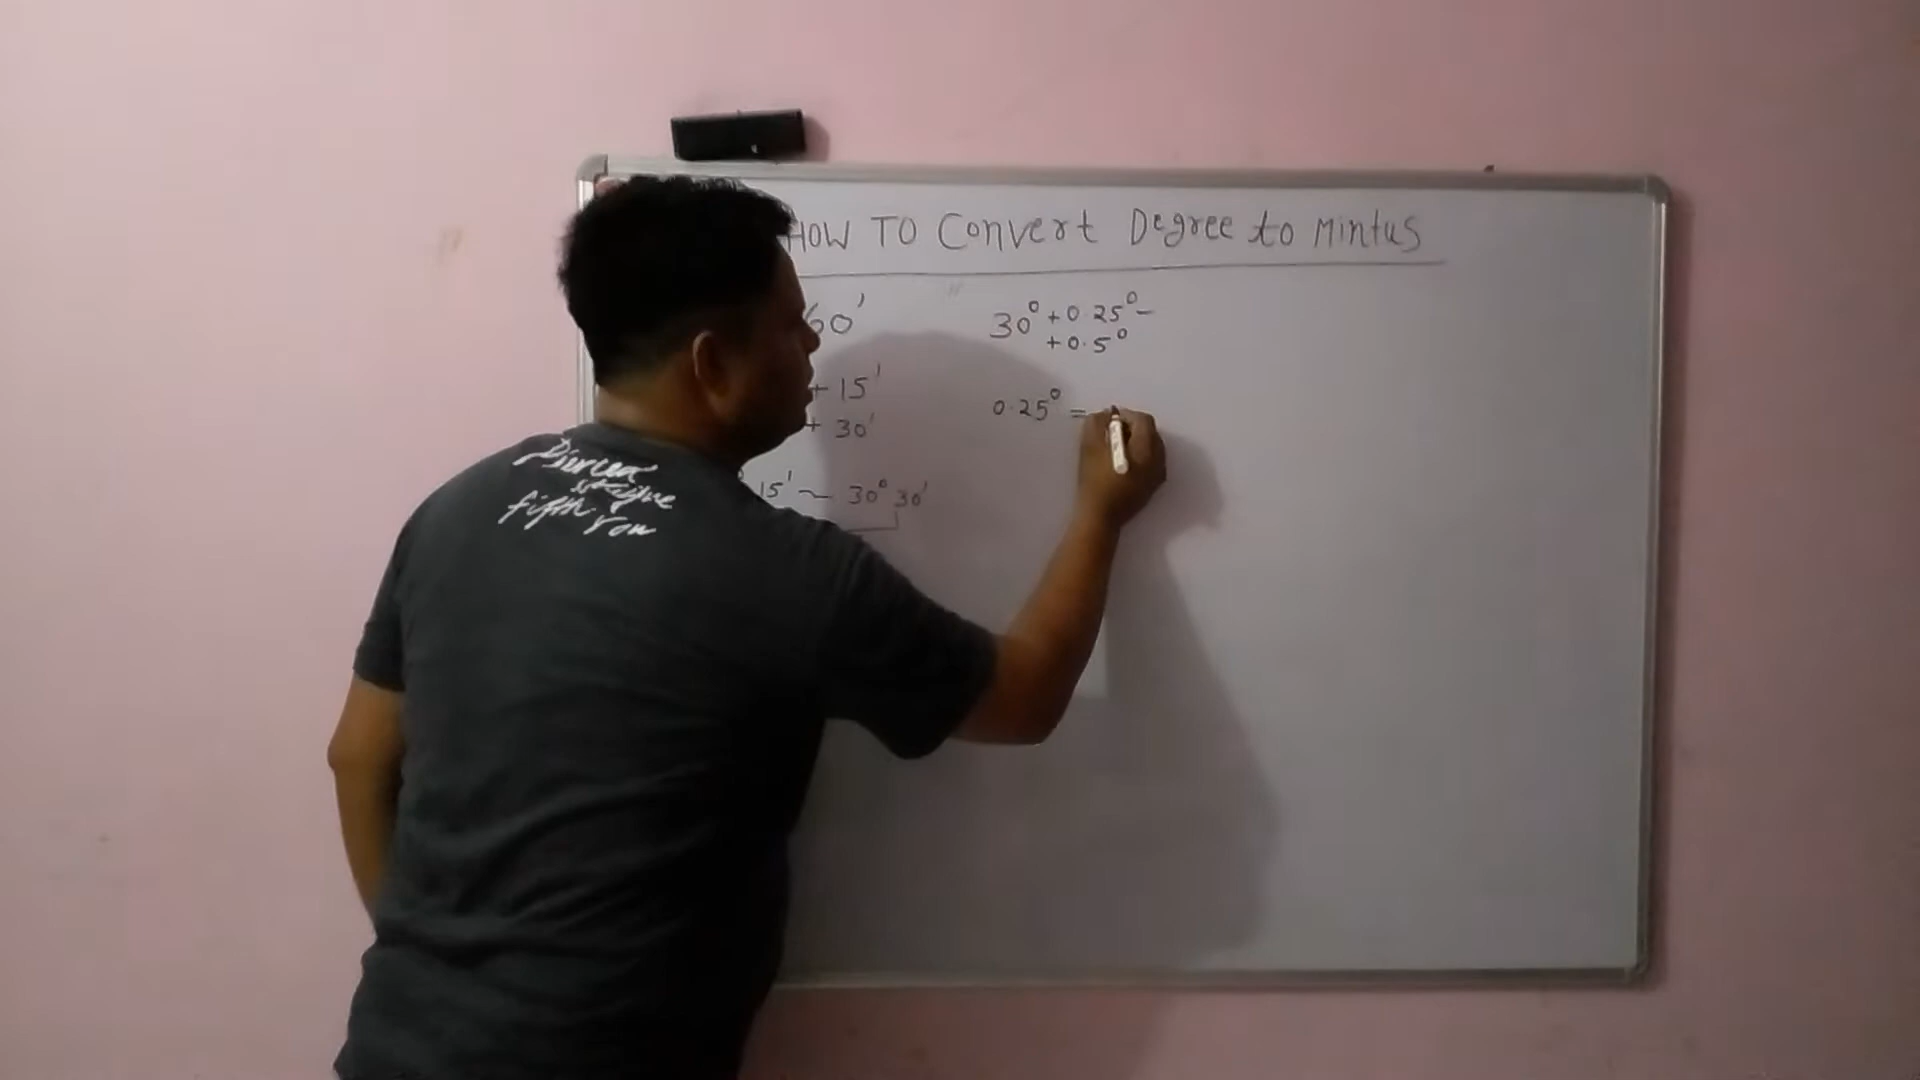 HOW TO Convert Degree to Mintus
60'
+ 15'
+ 30'
15' ~ 30° 30'
30° + 0.25° -
+ 0.5°
0.25° =
fifth